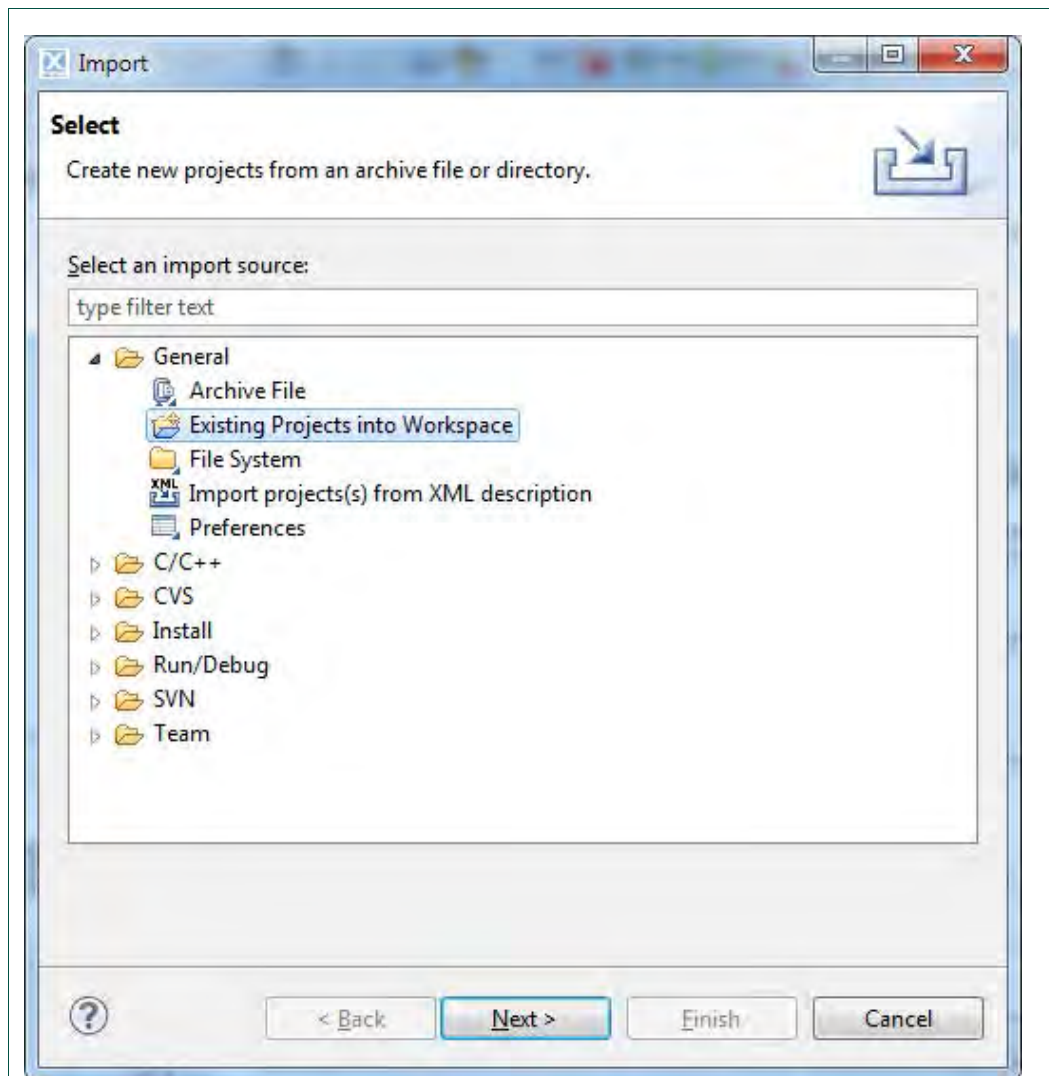 Import
Select
Create new projects from an archive file or directory.
Select an import source:
type filter text
General
Archive File
Existing Projects into Workspace
File System
XML Import projects(s) from XML description
Preferences
C/C++
CVS
Install
Run/Debug
SVN
Team
? < Back Next > Finish Cancel